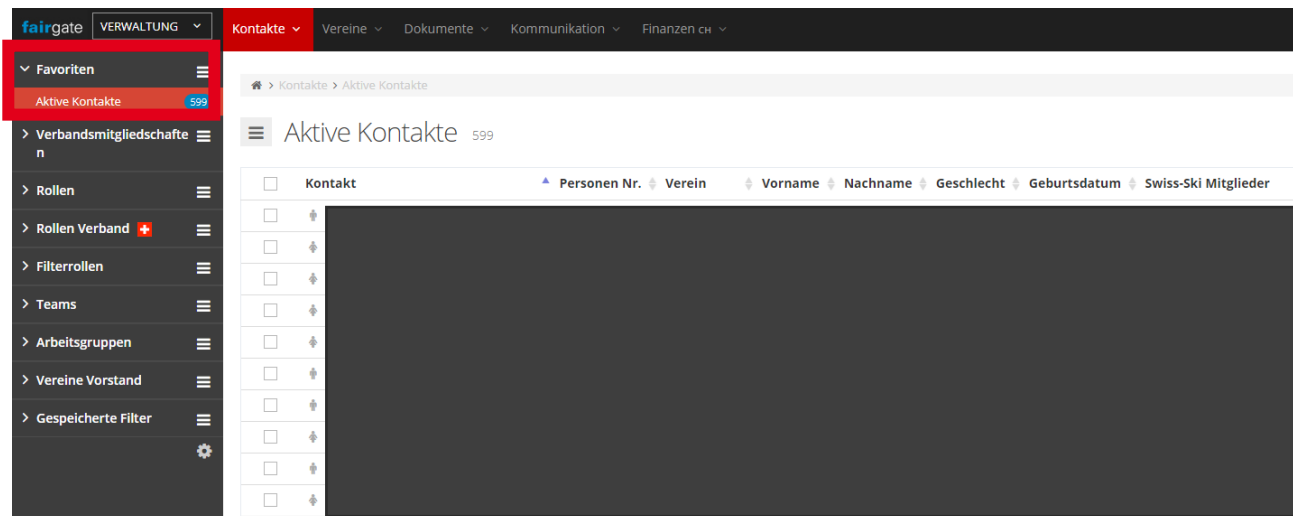 fairgate VERWALTUNG
Kontakte Vereine Dokumente Kommunikation Finanzen CH
Favoriten
Aktive Kontakte 599
Verbandsmitgliedschafte
n
Rollen
Rollen Verband
Filterrollen
Teams
Arbeitsgruppen
Vereine Vorstand
Gespeicherte Filter
> Kontakte > Aktive Kontakte
Aktive Kontakte 599
Kontakt Personen Nr. Verein Vorname Nachname Geschlecht Geburtsdatum Swiss-Ski Mitglieder